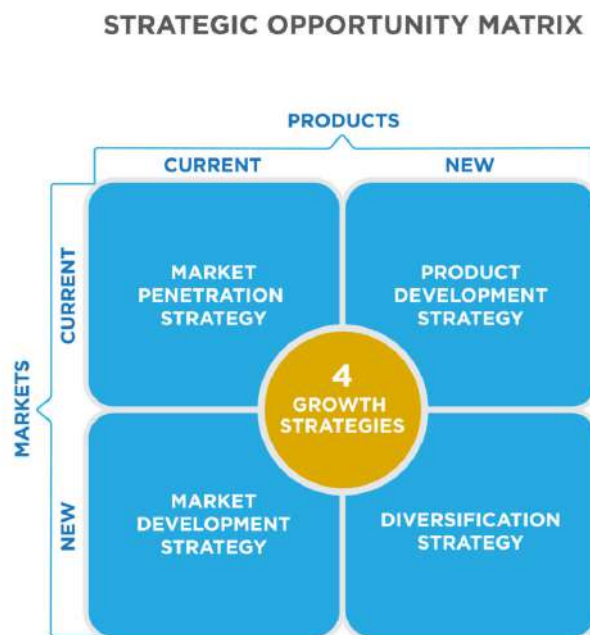 STRATEGIC OPPORTUNITY MATRIX
PRODUCTS
CURRENT
NEW
MARKETS
CURRENT
MARKET
PENETRATION
STRATEGY
PRODUCT
DEVELOPMENT
STRATEGY
4
GROWTH
STRATEGIES
NEW
MARKET
DEVELOPMENT
STRATEGY
DIVERSIFICATION
STRATEGY